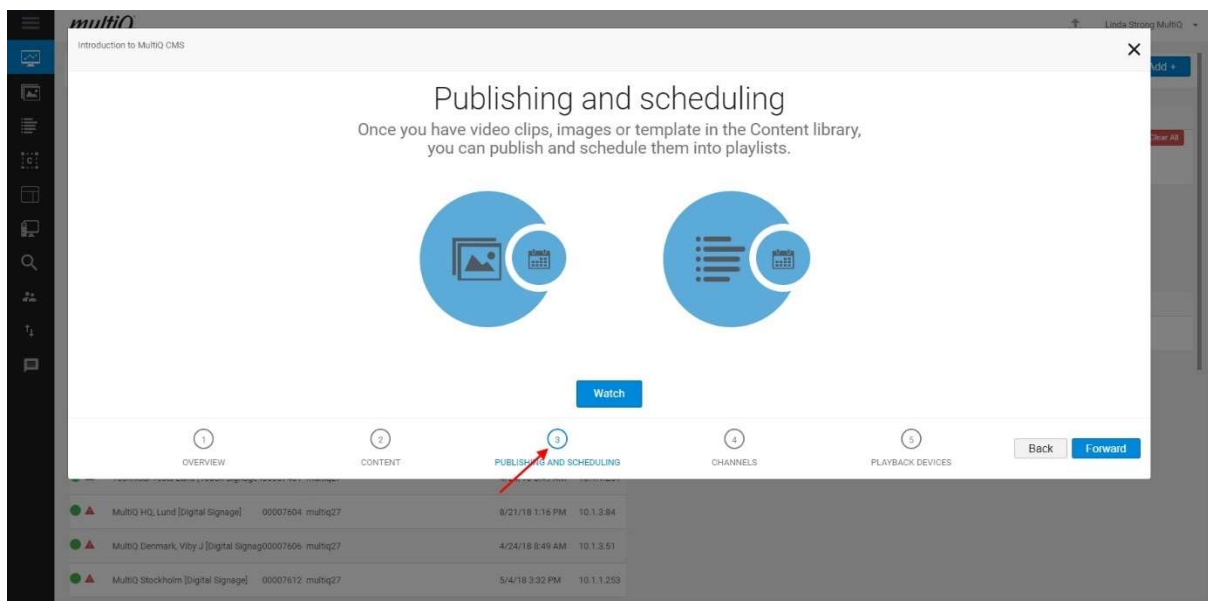 multiQ
Linda Strong MultiQ
Introduction to MultiQ CMS
Add +
Publishing and scheduling
Once you have video clips, images or template in the Content library,
you can publish and schedule them into playlists.
Clear All
C
Watch
1
2
3
4
5
OVERVIEW
CONTENT
PUBLISHING AND SCHEDULING
CHANNELS
PLAYBACK DEVICES
Back
Forward
MultiQ HQ, Lund [Digital Signage] 00007604 multiq27 8/21/18 1:16 PM 10.1.3.84
MultiQ Denmark, Viby J [Digital Signag00007606 multiq27 4/24/18 8:49 AM 10.1.3.51
MultiQ Stockholm [Digital Signage] 00007612 multiq27 5/4/18 3:32 PM 10.1.1.253